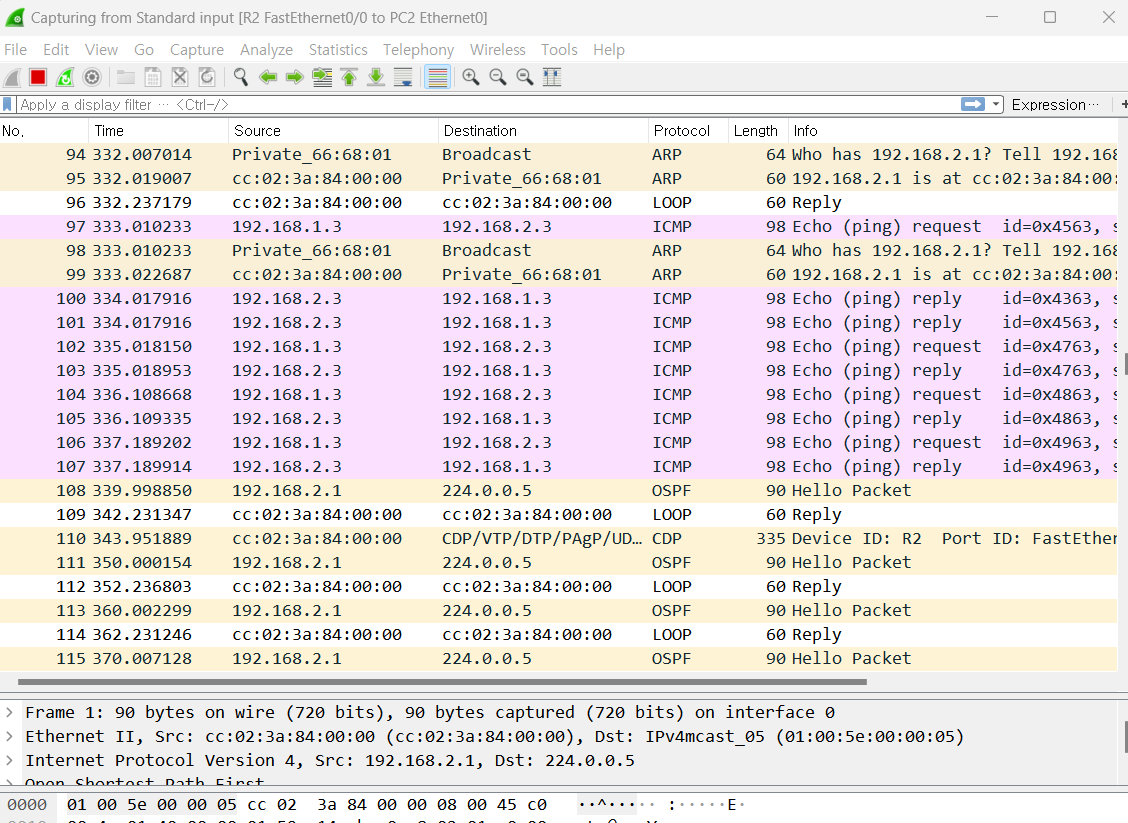 Capturing from Standard input [R2 FastEthernet0/0 to PC2 Ethernet0]
File Edit View Go Capture Analyze Statistics Telephony Wireless Tools Help
Apply a display filter ··· <Ctrl-/> Expression···
No. Time Source Destination Protocol Length Info
94 332.007014 Private_66:68:01 Broadcast ARP 64 Who has 192.168.2.1? Tell 192.168
95 332.019007 cc:02:3a:84:00:00 Private_66:68:01 ARP 60 192.168.2.1 is at cc:02:3a:84:00:
96 332.237179 cc:02:3a:84:00:00 cc:02:3a:84:00:00 LOOP 60 Reply
97 333.010233 192.168.1.3 192.168.2.3 ICMP 98 Echo (ping) request id=0x4563, s
98 333.010233 Private_66:68:01 Broadcast ARP 64 Who has 192.168.2.1? Tell 192.168
99 333.022687 cc:02:3a:84:00:00 Private_66:68:01 ARP 60 192.168.2.1 is at cc:02:3a:84:00:
100 334.017916 192.168.2.3 192.168.1.3 ICMP 98 Echo (ping) reply id=0x4363, s
101 334.017916 192.168.2.3 192.168.1.3 ICMP 98 Echo (ping) reply id=0x4563, s
102 335.018150 192.168.1.3 192.168.2.3 ICMP 98 Echo (ping) request id=0x4763, s
103 335.018953 192.168.2.3 192.168.1.3 ICMP 98 Echo (ping) reply id=0x4763, s
104 336.108668 192.168.1.3 192.168.2.3 ICMP 98 Echo (ping) request id=0x4863, s
105 336.109335 192.168.2.3 192.168.1.3 ICMP 98 Echo (ping) reply id=0x4863, s
106 337.189202 192.168.1.3 192.168.2.3 ICMP 98 Echo (ping) request id=0x4963, s
107 337.189914 192.168.2.3 192.168.1.3 ICMP 98 Echo (ping) reply id=0x4963, s
108 339.998850 192.168.2.1 224.0.0.5 OSPF 90 Hello Packet
109 342.231347 cc:02:3a:84:00:00 cc:02:3a:84:00:00 LOOP 60 Reply
110 343.951889 cc:02:3a:84:00:00 CDP/VTP/DTP/PAgP/UD… CDP 335 Device ID: R2 Port ID: FastEther
111 350.000154 192.168.2.1 224.0.0.5 OSPF 90 Hello Packet
112 352.236803 cc:02:3a:84:00:00 cc:02:3a:84:00:00 LOOP 60 Reply
113 360.002299 192.168.2.1 224.0.0.5 OSPF 90 Hello Packet
114 362.231246 cc:02:3a:84:00:00 cc:02:3a:84:00:00 LOOP 60 Reply
115 370.007128 192.168.2.1 224.0.0.5 OSPF 90 Hello Packet
Frame 1: 90 bytes on wire (720 bits), 90 bytes captured (720 bits) on interface 0
Ethernet II, Src: cc:02:3a:84:00:00 (cc:02:3a:84:00:00), Dst: IPv4mcast_05 (01:00:5e:00:00:05)
Internet Protocol Version 4, Src: 192.168.2.1, Dst: 224.0.0.5
Open Shortest Path First
0000 01 00 5e 00 00 05 cc 02 3a 84 00 00 08 00 45 c0 ··^····· :·····E·